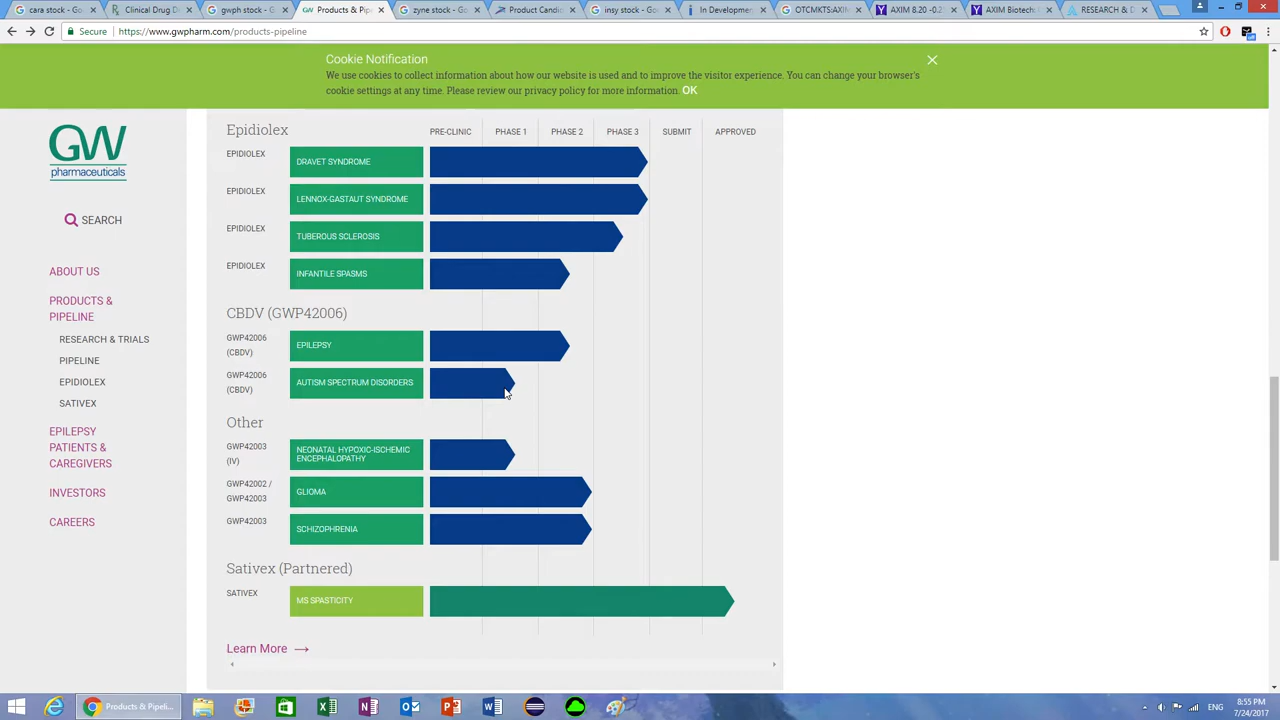 cara stock - Goo
Clinical Drug D
gwph stock - Go
Products & Pip
zyne stock - Go
Product Candid
insy stock - Goo
In Developmen
OTCMKTS:AXIM
AXIM 8.20 -0.2
AXIM Biotech
RESEARCH & D
Secure
https://www.gwpharm.com/products-pipeline
Cookie Notification
We use cookies to collect information about how our website is used and to improve the visitor experience. You can change your browser's
cookie settings at any time. Please review our privacy policy for more information. OK
GW
pharmaceuticals
SEARCH
ABOUT US
PRODUCTS &
PIPELINE
RESEARCH & TRIALS
PIPELINE
EPIDIOLEX
SATIVEX
EPILEPSY
PATIENTS &
CAREGIVERS
INVESTORS
CAREERS
Epidiolex
PRE-CLINIC
PHASE 1
PHASE 2
PHASE 3
SUBMIT
APPROVED
EPIDIOLEX
DRAVET SYNDROME
EPIDIOLEX
LENNOX-GASTAUT SYNDROME
EPIDIOLEX
TUBEROUS SCLEROSIS
EPIDIOLEX
INFANTILE SPASMS
CBDV (GWP42006)
GWP42006
(CBDV)
EPILEPSY
GWP42006
(CBDV)
AUTISM SPECTRUM DISORDERS
Other
GWP42003
(IV)
NEONATAL HYPOXIC-ISCHEMIC
ENCEPHALOPATHY
GWP42002 /
GWP42003
GLIOMA
GWP42003
SCHIZOPHRENIA
Sativex (Partnered)
SATIVEX
MS SPASTICITY
Learn More
Products & Pipeli...
ENG
8:55 PM
7/24/2017